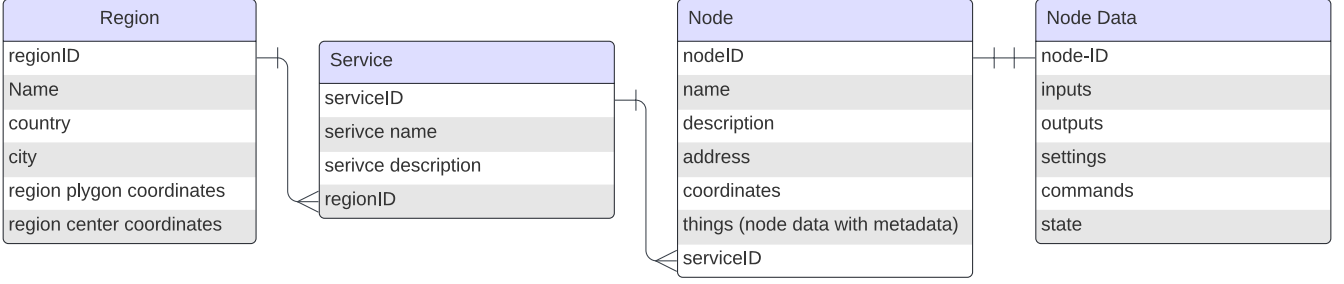 Region
regionID
Name
country
city
region plygon coordinates
region center coordinates
Service
serviceID
serivce name
serivce description
regionID
Node
nodeID
name
description
address
coordinates
things (node data with metadata)
serviceID
Node Data
node-ID
inputs
outputs
settings
commands
state